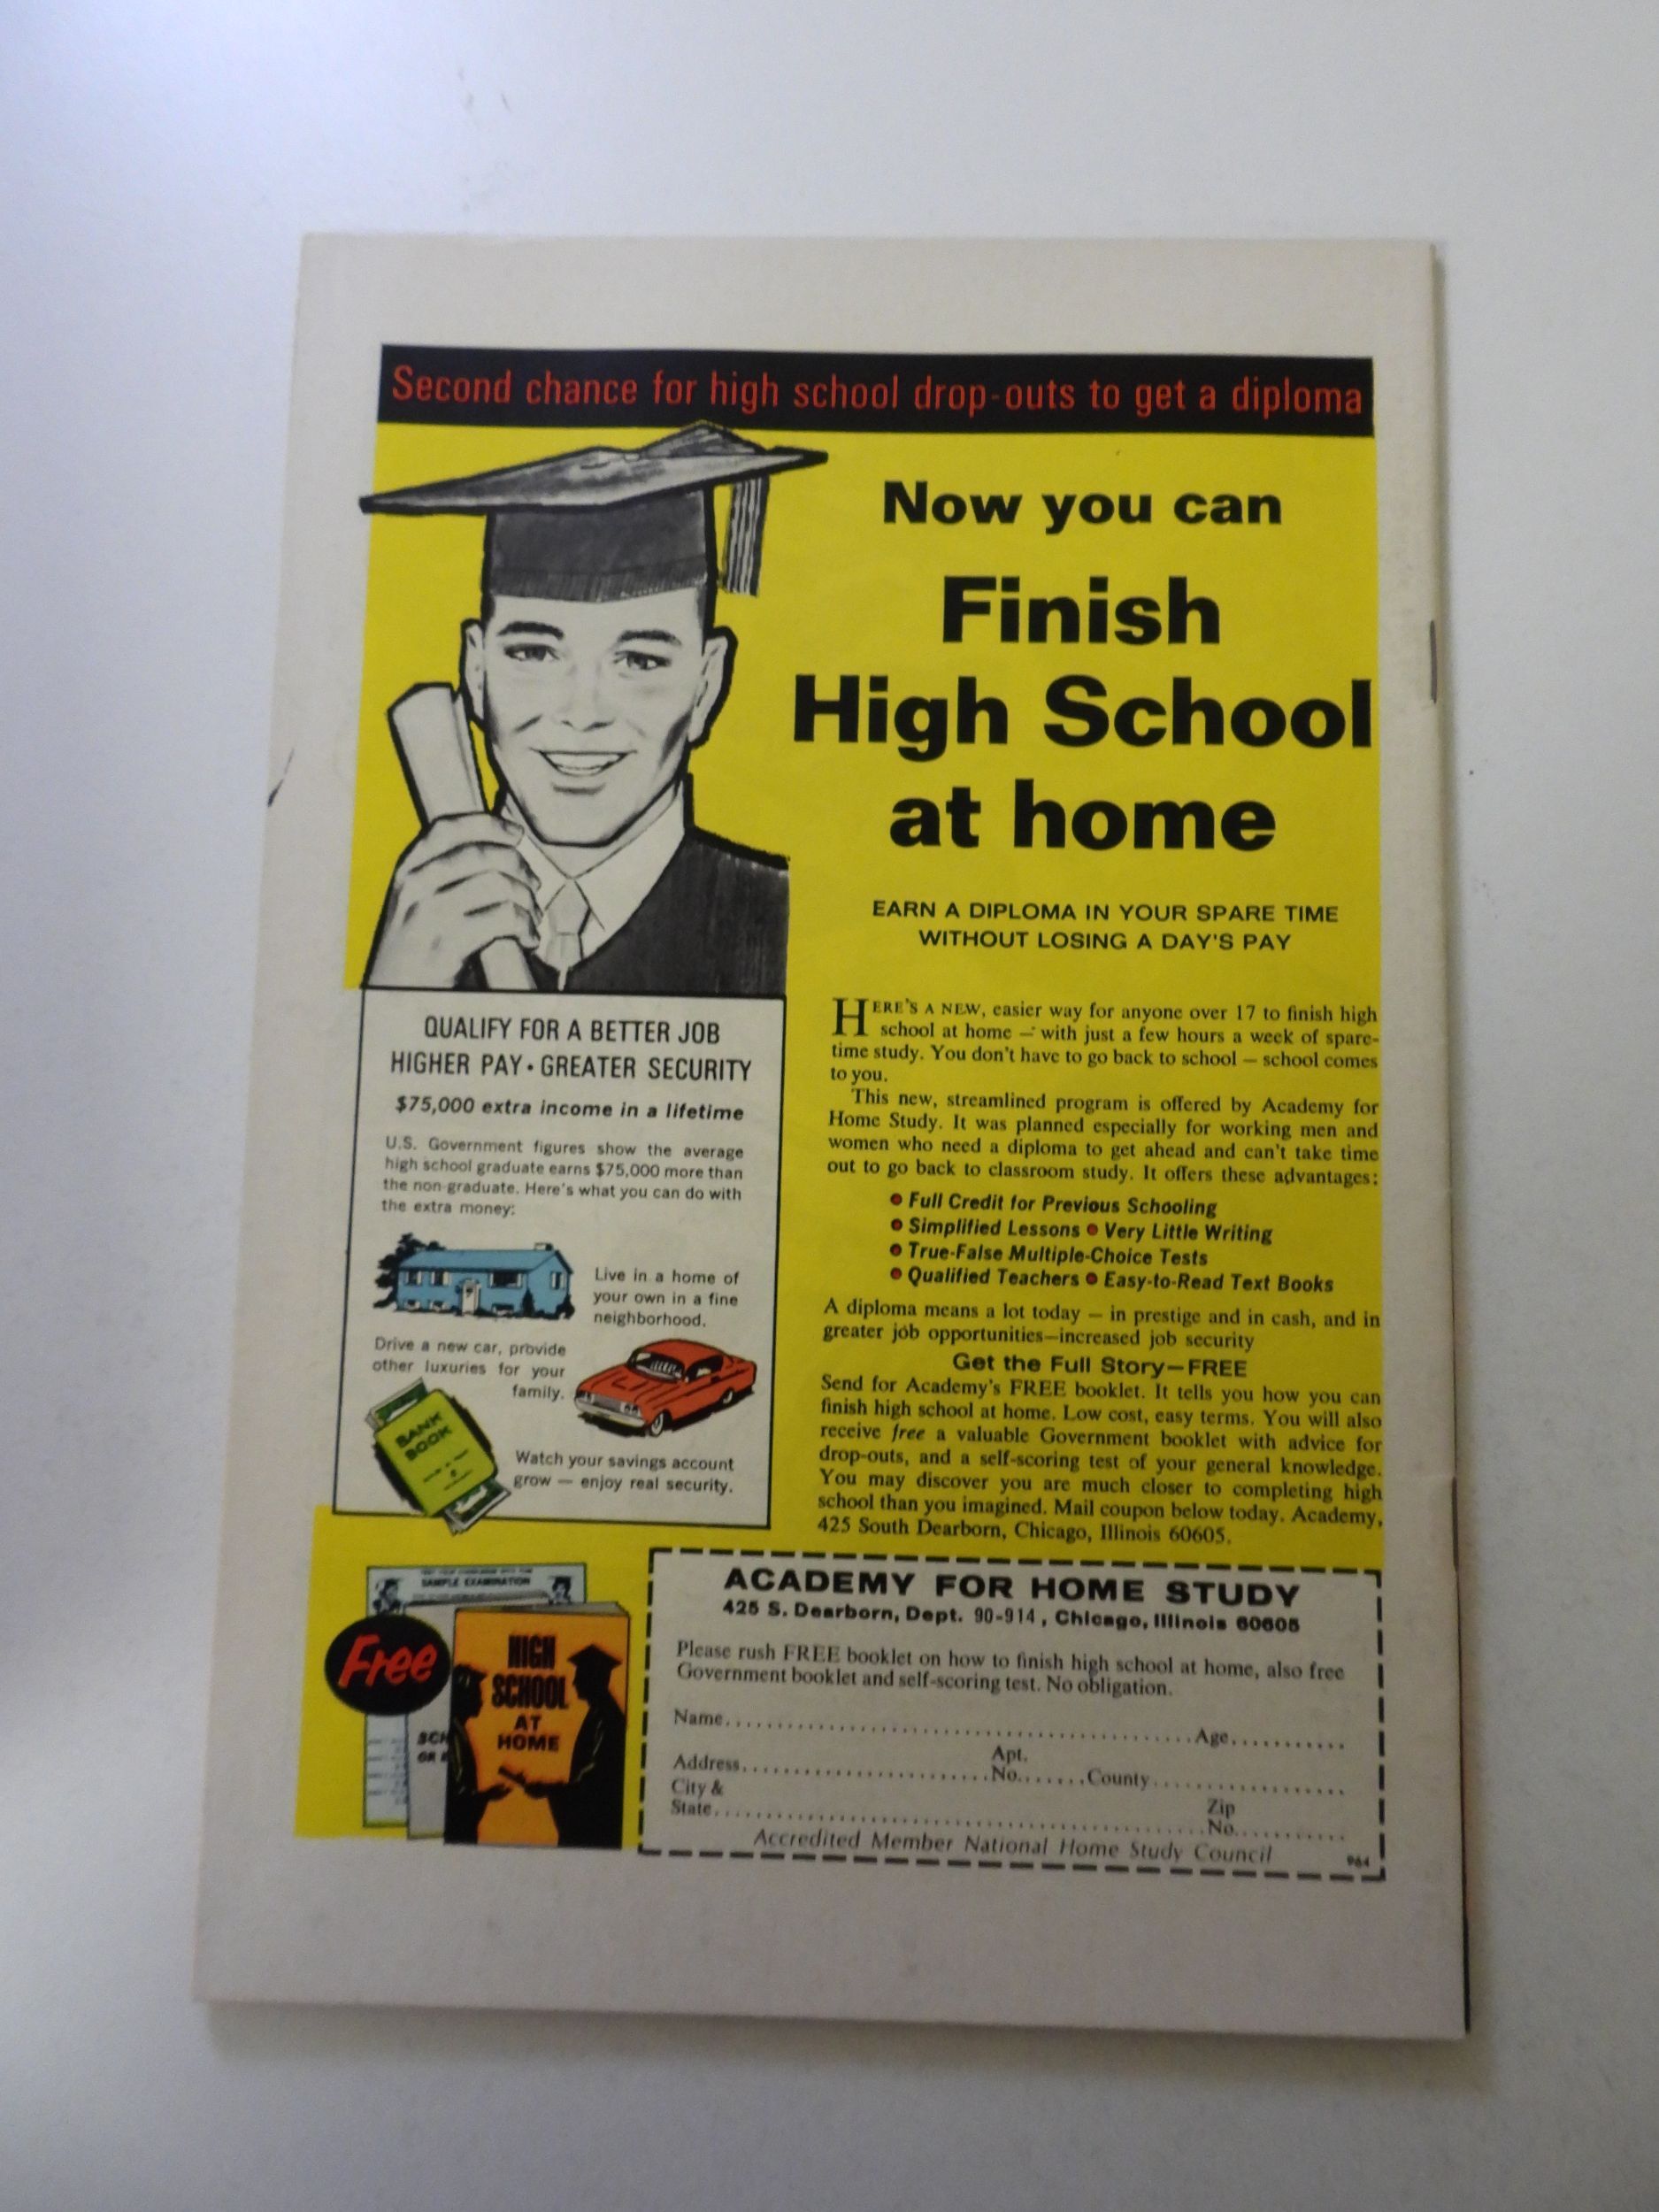 Second chance for high school drop-outs to get a diploma
Now you can
Finish
High School
at home
EARN A DIPLOMA IN YOUR SPARE TIME
WITHOUT LOSING A DAY'S PAY
QUALIFY FOR A BETTER JOB
HIGHER PAY • GREATER SECURITY
$75,000 extra income in a lifetime
U.S. Government figures show the average
high school graduate earns $75,000 more than
the non-graduate. Here's what you can do with
the extra money:
Live in a home of
your own in a fine
neighborhood.
Drive a new car, provide
other luxuries for your
family.
BANK
BOOK
Watch your savings account
grow — enjoy real security.
HERE'S A NEW, easier way for anyone over 17 to finish high
school at home — with just a few hours a week of spare-
time study. You don't have to go back to school — school comes
to you.
This new, streamlined program is offered by Academy for
Home Study. It was planned especially for working men and
women who need a diploma to get ahead and can't take time
out to go back to classroom study. It offers these advantages:
• Full Credit for Previous Schooling
• Simplified Lessons • Very Little Writing
• True-False Multiple-Choice Tests
• Qualified Teachers • Easy-to-Read Text Books
A diploma means a lot today — in prestige and in cash, and in
greater job opportunities—increased job security
Get the Full Story—FREE
Send for Academy's FREE booklet. It tells you how you can
finish high school at home. Low cost, easy terms. You will also
receive free a valuable Government booklet with advice for
drop-outs, and a self-scoring test of your general knowledge.
You may discover you are much closer to completing high
school than you imagined. Mail coupon below today. Academy,
425 South Dearborn, Chicago, Illinois 60605.
SAMPLE EXAMINATION
Free
SCH
OR
HIGH
SCHOOL
AT
HOME
ACADEMY FOR HOME STUDY
425 S. Dearborn, Dept. 90-914, Chicago, Illinois 60605
Please rush FREE booklet on how to finish high school at home, also free
Government booklet and self-scoring test. No obligation.
Name.......................................................Age............
Apt.
Address............................No.......County......................
City &
State.......................................................Zip
No............
Accredited Member National Home Study Council
964